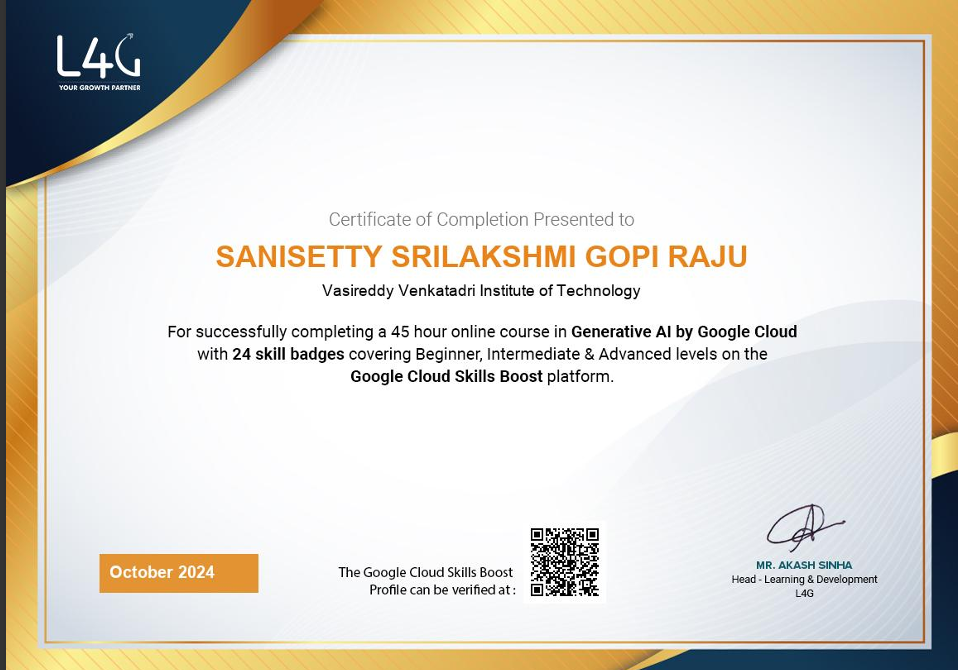 L4G
YOUR GROWTH PARTNER
Certificate of Completion Presented to
SANISETTY SRILAKSHMI GOPI RAJU
Vasireddy Venkatadri Institute of Technology
For successfully completing a 45 hour online course in Generative AI by Google Cloud
with 24 skill badges covering Beginner, Intermediate & Advanced levels on the
Google Cloud Skills Boost platform.
October 2024
The Google Cloud Skills Boost
Profile can be verified at :
MR. AKASH SINHA
Head - Learning & Development
L4G